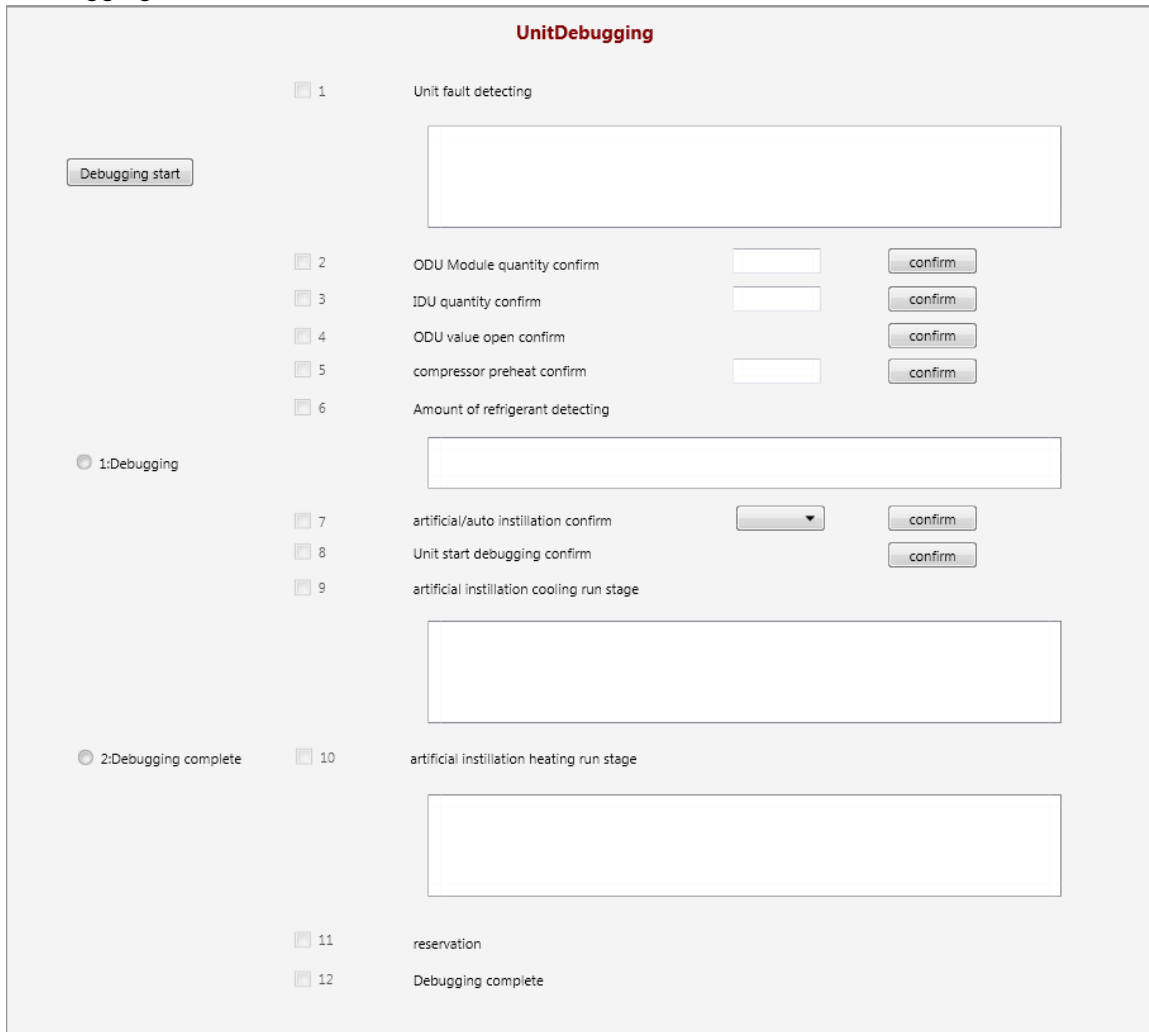 UnitDebugging
1 Unit fault detecting
Debugging start
2 ODU Module quantity confirm confirm
3 IDU quantity confirm confirm
4 ODU value open confirm confirm
5 compressor preheat confirm confirm
6 Amount of refrigerant detecting
1:Debugging
7 artificial/auto instillation confirm confirm
8 Unit start debugging confirm confirm
9 artificial instillation cooling run stage
2:Debugging complete 10 artificial instillation heating run stage
11 reservation
12 Debugging complete